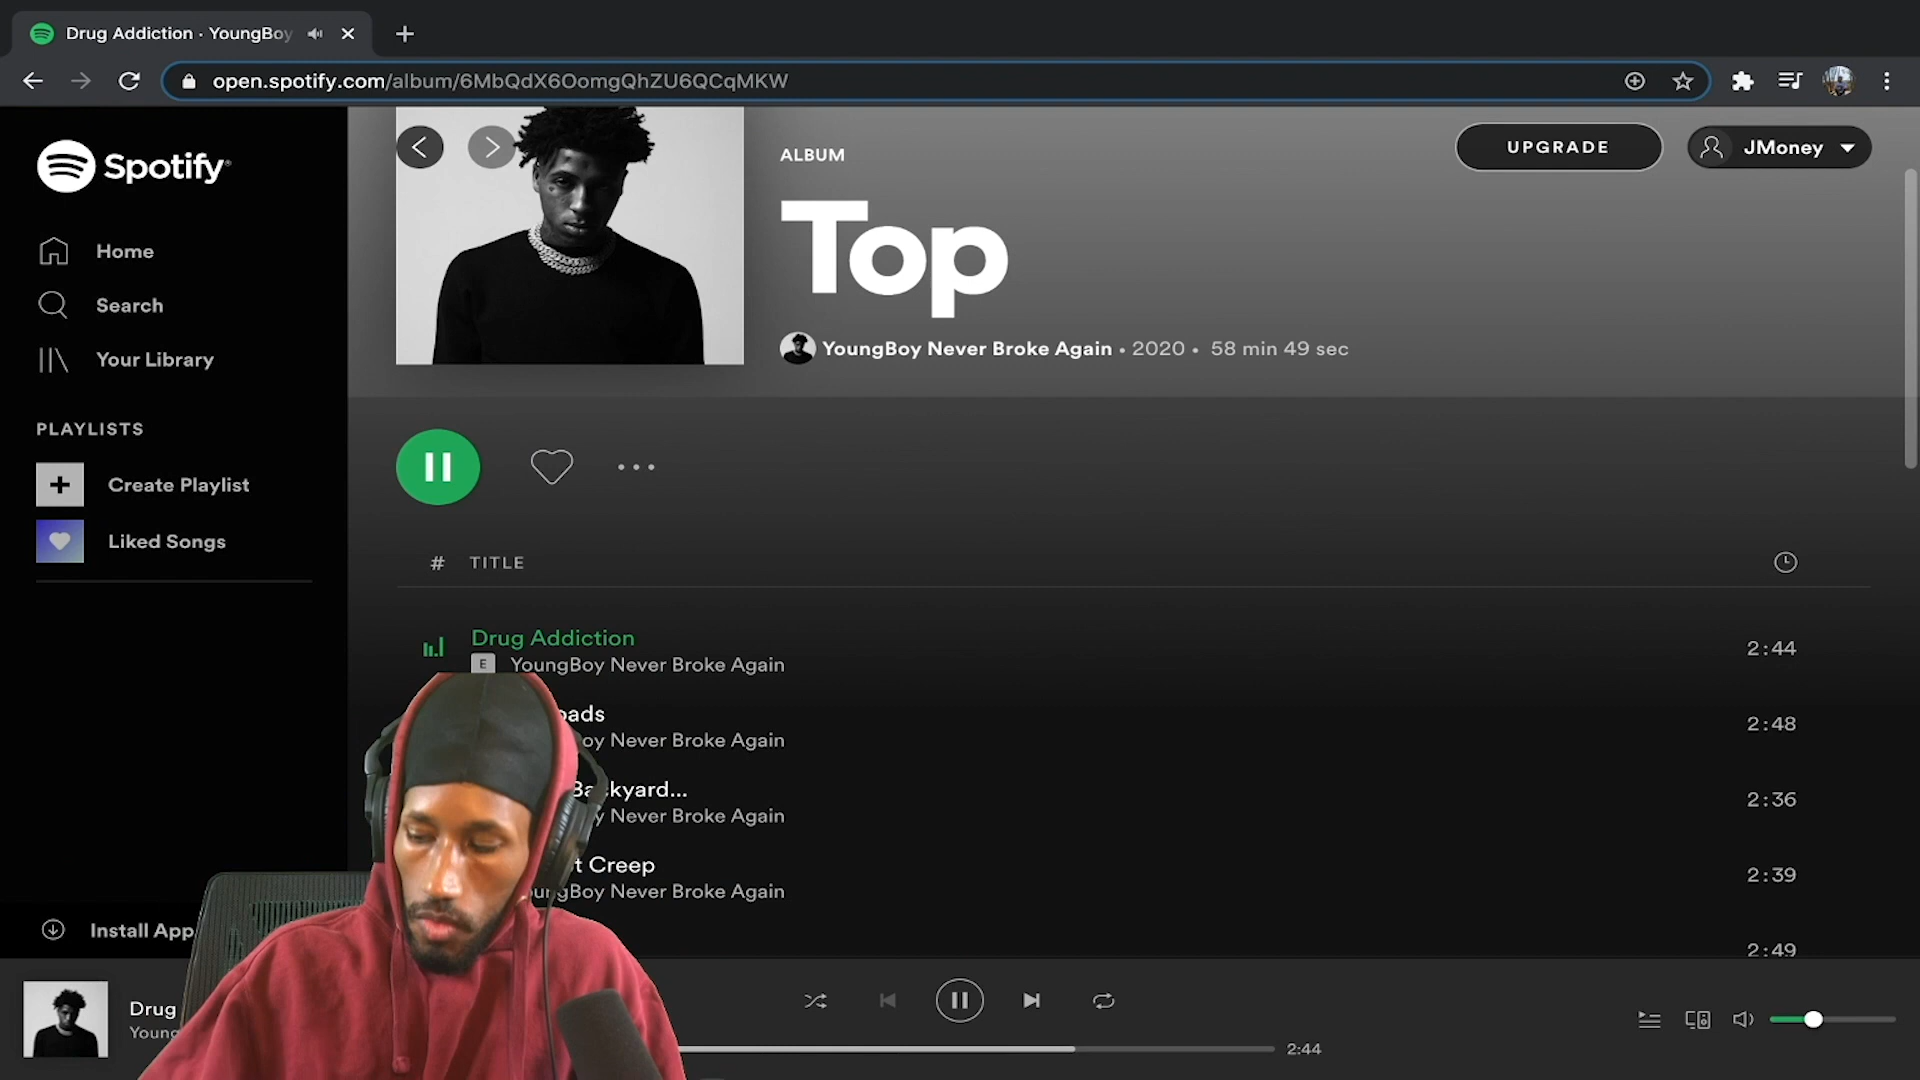 Drug Addiction · YoungBoy
open.spotify.com/album/6MbQdX6OomgQhZU6QCqMKW
Spotify
Home
Search
Your Library
PLAYLISTS
Create Playlist
Liked Songs
Install App
ALBUM
Top
YoungBoy Never Broke Again • 2020 • 58 min 49 sec
UPGRADE
JMoney
# TITLE
Drug Addiction
E YoungBoy Never Broke Again
2:44
Never Broke Again
2:48
Backyard...
Never Broke Again
2:36
Creep
YoungBoy Never Broke Again
2:39
2:49
Drug
Young
2:44